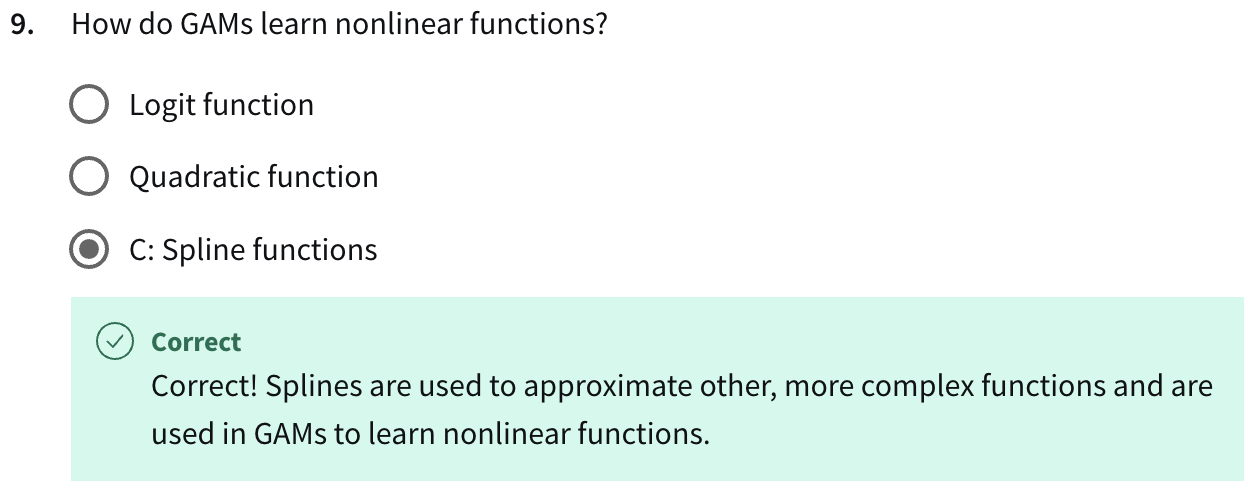 9. How do GAMs learn nonlinear functions?
Logit function
Quadratic function
C: Spline functions
Correct
Correct! Splines are used to approximate other, more complex functions and are
used in GAMs to learn nonlinear functions.